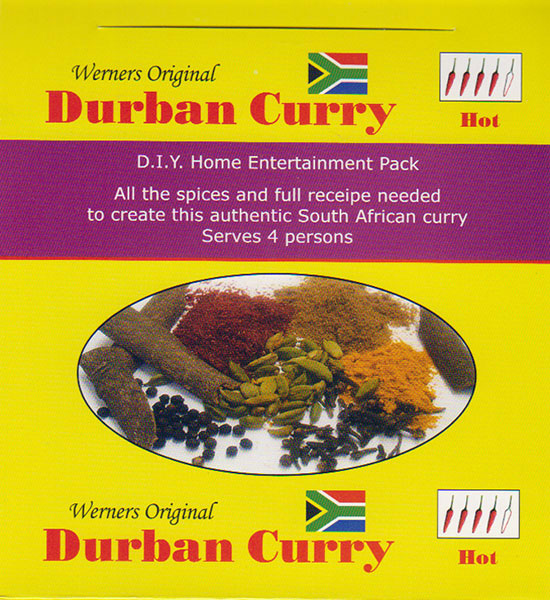 Werners Original
Durban Curry
Hot
D.I.Y. Home Entertainment Pack
All the spices and full receipe needed
to create this authentic South African curry
Serves 4 persons
Werners Original
Durban Curry
Hot